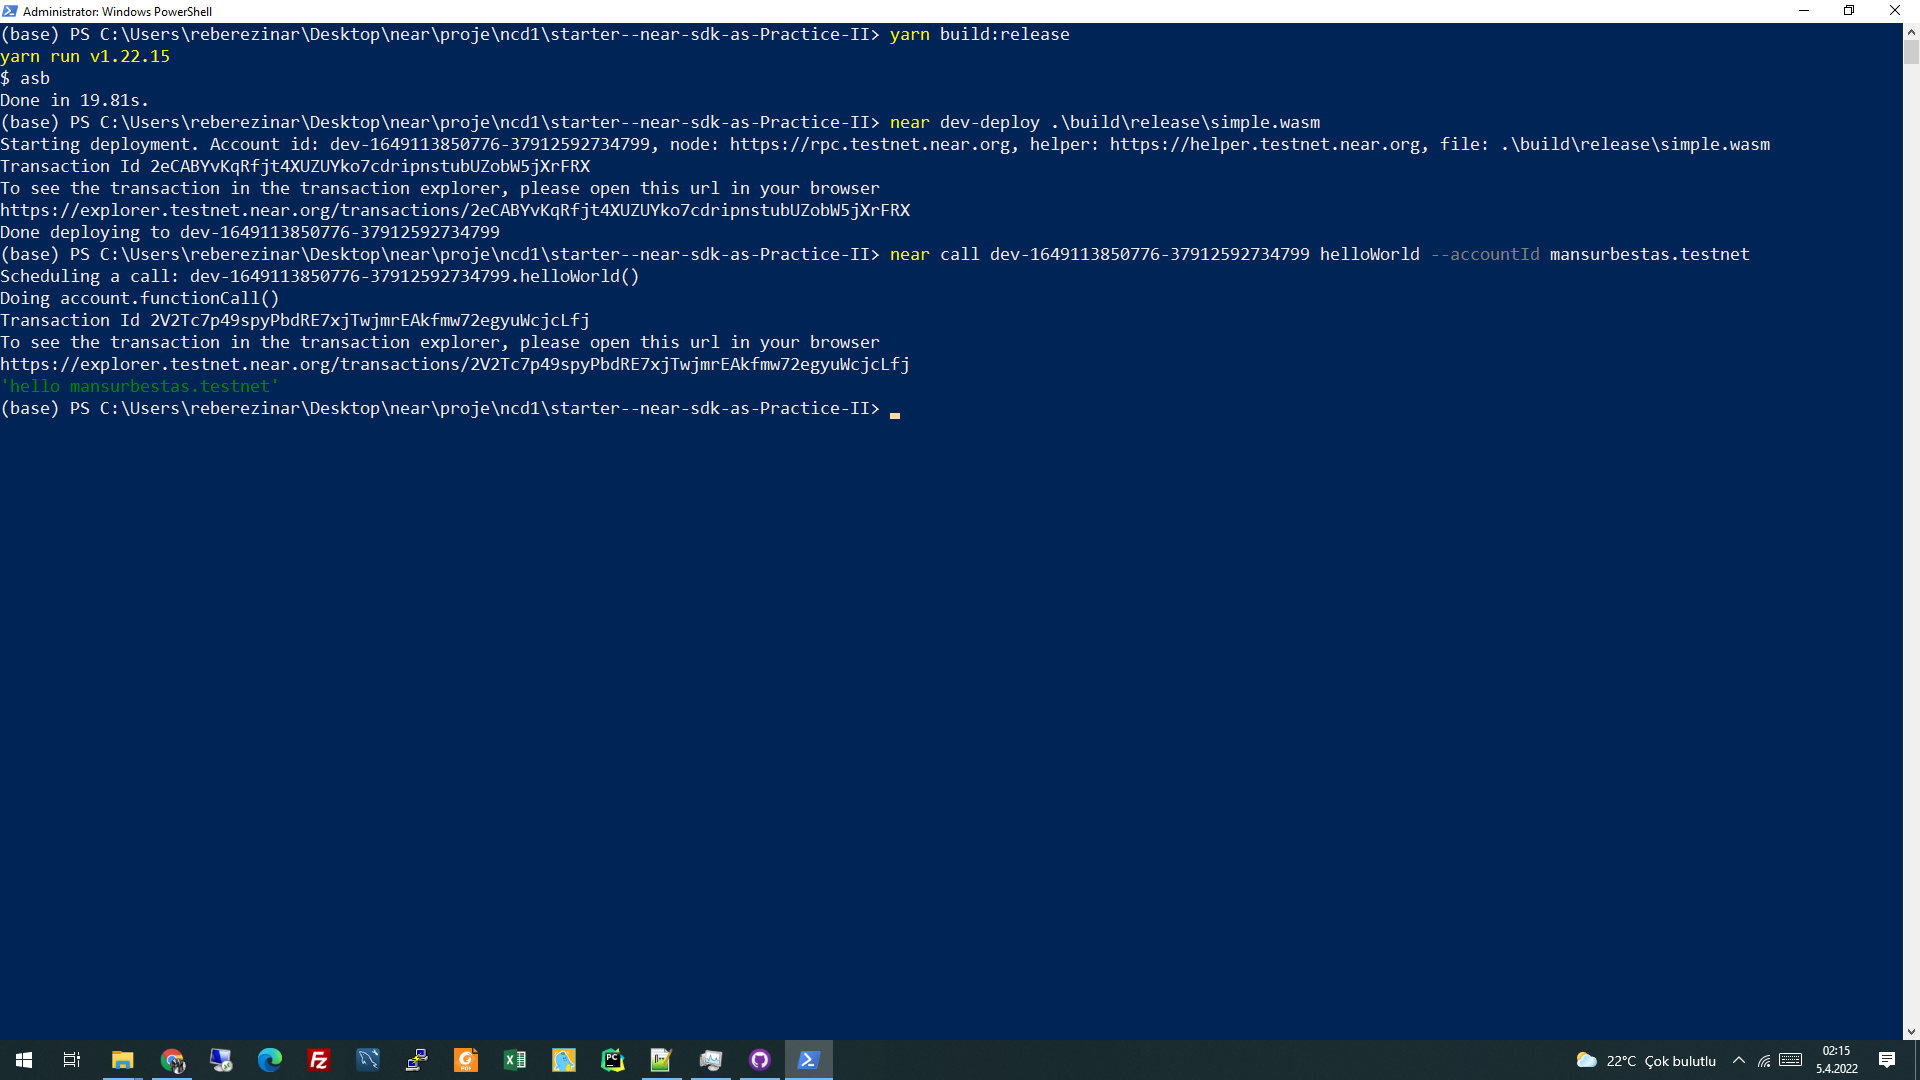 Administrator: Windows PowerShell
(base) PS C:\Users\reberezinar\Desktop\near\proje\ncd1\starter--near-sdk-as-Practice-II> yarn build:release
yarn run v1.22.15
$ asb
Done in 19.81s.
(base) PS C:\Users\reberezinar\Desktop\near\proje\ncd1\starter--near-sdk-as-Practice-II> near dev-deploy .\build\release\simple.wasm
Starting deployment. Account id: dev-1649113850776-37912592734799, node: https://rpc.testnet.near.org, helper: https://helper.testnet.near.org, file: .\build\release\simple.wasm
Transaction Id 2eCABYvKqRfjt4XUZUYko7cdripnstubUZobW5jXrFRX
To see the transaction in the transaction explorer, please open this url in your browser
https://explorer.testnet.near.org/transactions/2eCABYvKqRfjt4XUZUYko7cdripnstubUZobW5jXrFRX
Done deploying to dev-1649113850776-37912592734799
(base) PS C:\Users\reberezinar\Desktop\near\proje\ncd1\starter--near-sdk-as-Practice-II> near call dev-1649113850776-37912592734799 helloWorld --accountId mansurbestas.testnet
Scheduling a call: dev-1649113850776-37912592734799.helloWorld()
Doing account.functionCall()
Transaction Id 2V2Tc7p49spyPbdRE7xjTwjmrEAkfmw72egyuWcjcLfj
To see the transaction in the transaction explorer, please open this url in your browser
https://explorer.testnet.near.org/transactions/2V2Tc7p49spyPbdRE7xjTwjmrEAkfmw72egyuWcjcLfj
'hello mansurbestas.testnet'
(base) PS C:\Users\reberezinar\Desktop\near\proje\ncd1\starter--near-sdk-as-Practice-II>
22°C Çok bulutlu
02:15
5.4.2022